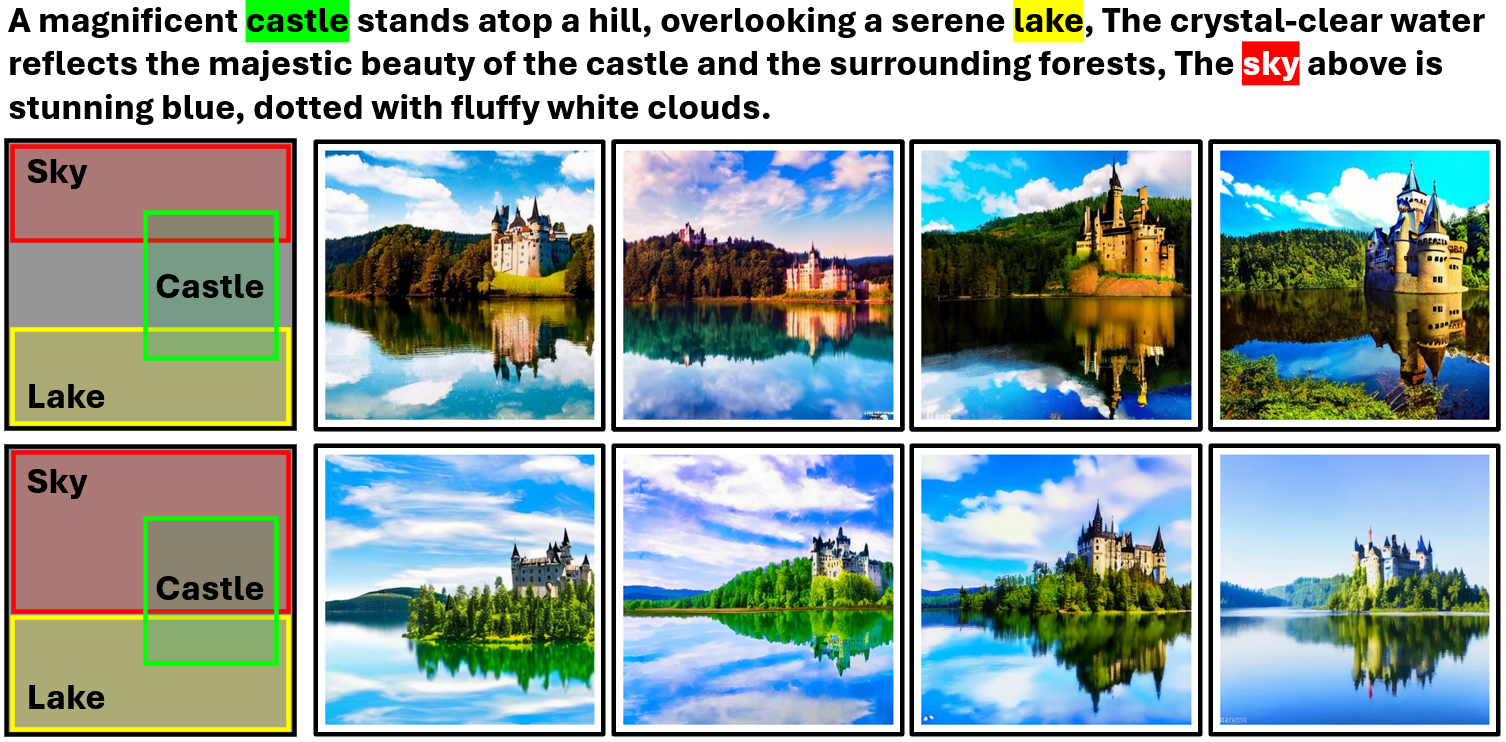 A magnificent castle stands atop a hill, overlooking a serene lake, The crystal-clear water
reflects the majestic beauty of the castle and the surrounding forests, The sky above is
stunning blue, dotted with fluffy white clouds.
Sky
Castle
Lake
Sky
Castle
Lake